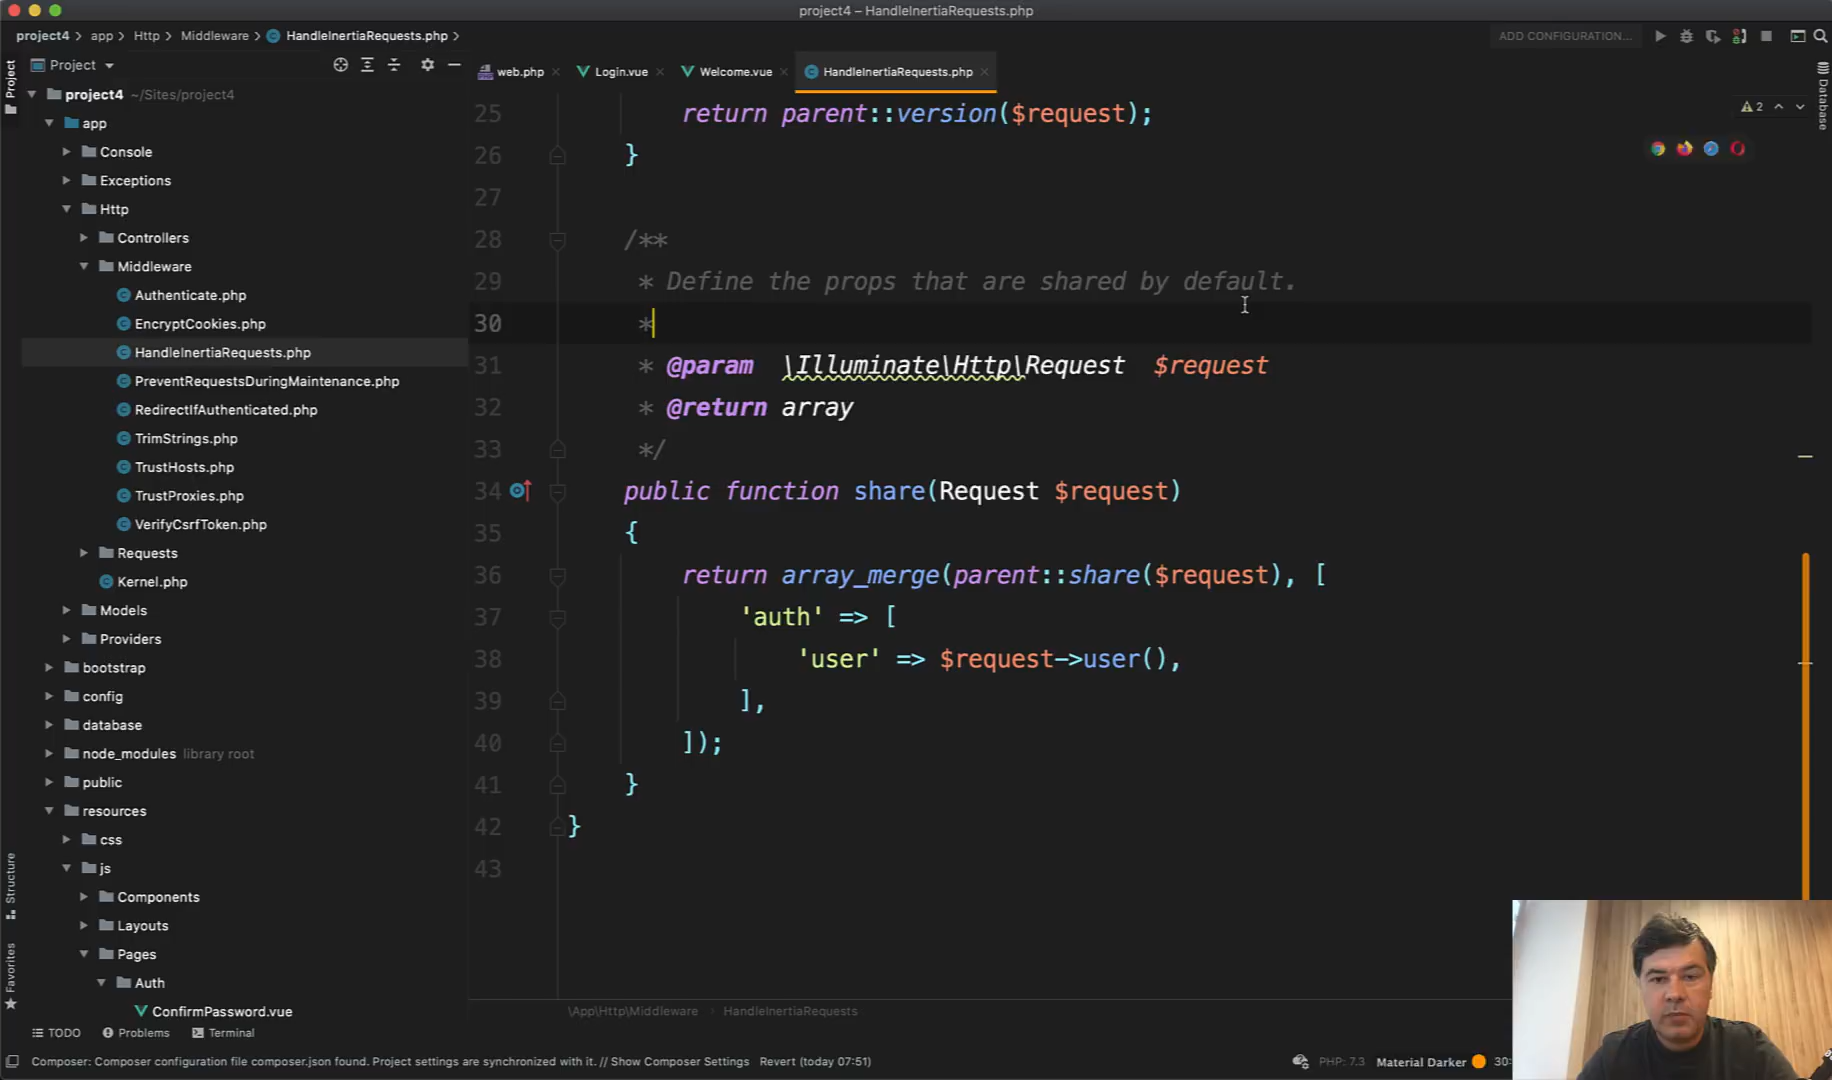 project4 – HandleInertiaRequests.php
project4 > app > Http > Middleware > HandleInertiaRequests.php >
ADD CONFIGURATION...
Project
Project
web.php
Login.vue
Welcome.vue
HandleInertiaRequests.php
Database
2
project4 ~/Sites/project4
app
Console
Exceptions
Http
Controllers
Middleware
Authenticate.php
EncryptCookies.php
HandleInertiaRequests.php
PreventRequestsDuringMaintenance.php
RedirectIfAuthenticated.php
TrimStrings.php
TrustHosts.php
TrustProxies.php
VerifyCsrfToken.php
Requests
Kernel.php
Models
Providers
bootstrap
config
database
node_modules library root
public
resources
css
js
Components
Layouts
Pages
Auth
ConfirmPassword.vue
Structure
Favorites
25 return parent::version($request);
26 }
27
28 /**
29 * Define the props that are shared by default.
30 *
31 * @param \Illuminate\Http\Request $request
32 * @return array
33 */
34 public function share(Request $request)
35 {
36 return array_merge(parent::share($request), [
37 'auth' => [
38 'user' => $request->user(),
39 ],
40 ]);
41 }
42 }
43
\App\Http\Middleware > HandleInertiaRequests
TODO Problems Terminal
Composer: Composer configuration file composer.json found. Project settings are synchronized with it. // Show Composer Settings Revert (today 07:51)
PHP: 7.3 Material Darker 30: